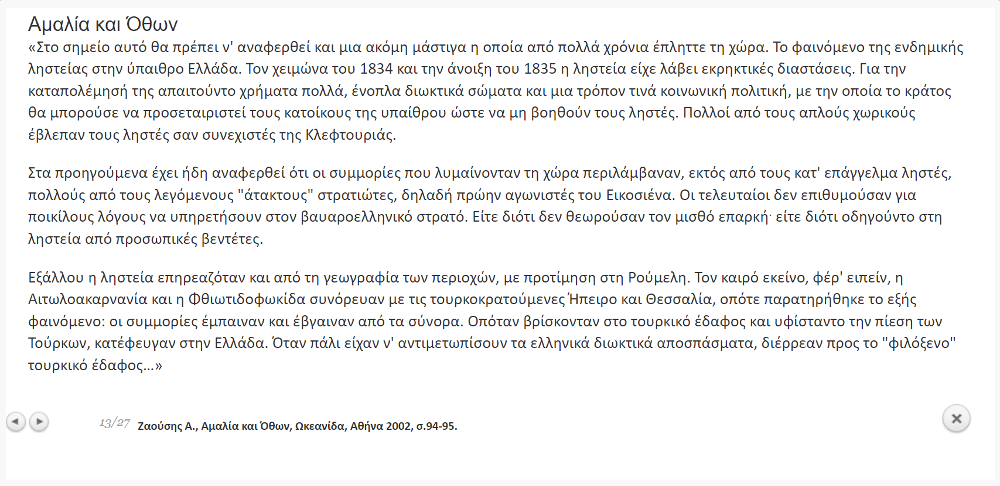 Αμαλία και Όθων
«Στο σημείο αυτό θα πρέπει ν' αναφερθεί και μια ακόμη μάστιγα η οποία από πολλά χρόνια έπληττε τη χώρα. Το φαινόμενο της ενδημικής
ληστείας στην ύπαιθρο Ελλάδα. Τον χειμώνα του 1834 και την άνοιξη του 1835 η ληστεία είχε λάβει εκρηκτικές διαστάσεις. Για την
καταπολέμησή της απαιτούντο χρήματα πολλά, ένοπλα διωκτικά σώματα και μια τρόπον τινά κοινωνική πολιτική, με την οποία το κράτος
θα μπορούσε να προσεταιριστεί τους κατοίκους της υπαίθρου ώστε να μη βοηθούν τους ληστές. Πολλοί από τους απλούς χωρικούς
έβλεπαν τους ληστές σαν συνεχιστές της Κλεφτουριάς.
Στα προηγούμενα έχει ήδη αναφερθεί ότι οι συμμορίες που λυμαίνονταν τη χώρα περιλάμβαναν, εκτός από τους κατ' επάγγελμα ληστές,
πολλούς από τους λεγόμενους "άτακτους" στρατιώτες, δηλαδή πρώην αγωνιστές του Εικοσιένα. Οι τελευταίοι δεν επιθυμούσαν για
ποικίλους λόγους να υπηρετήσουν στον βαυαροελληνικό στρατό. Είτε διότι δεν θεωρούσαν τον μισθό επαρκή· είτε διότι οδηγούντο στη
ληστεία από προσωπικές βεντέτες.
Εξάλλου η ληστεία επηρεαζόταν και από τη γεωγραφία των περιοχών, με προτίμηση στη Ρούμελη. Τον καιρό εκείνο, φέρ' ειπείν, η
Αιτωλοακαρνανία και η Φθιωτιδοφωκίδα συνόρευαν με τις τουρκοκρατούμενες Ήπειρο και Θεσσαλία, οπότε παρατηρήθηκε το εξής
φαινόμενο: οι συμμορίες έμπαιναν και έβγαιναν από τα σύνορα. Οπόταν βρίσκονταν στο τουρκικό έδαφος και υφίσταντο την πίεση των
Τούρκων, κατέφευγαν στην Ελλάδα. Όταν πάλι είχαν ν' αντιμετωπίσουν τα ελληνικά διωκτικά αποσπάσματα, διέρρεαν προς το "φιλόξενο"
τουρκικό έδαφος...»
13/27 Ζαούσης Α., Αμαλία και Όθων, Ωκεανίδα, Αθήνα 2002, σ.94-95.